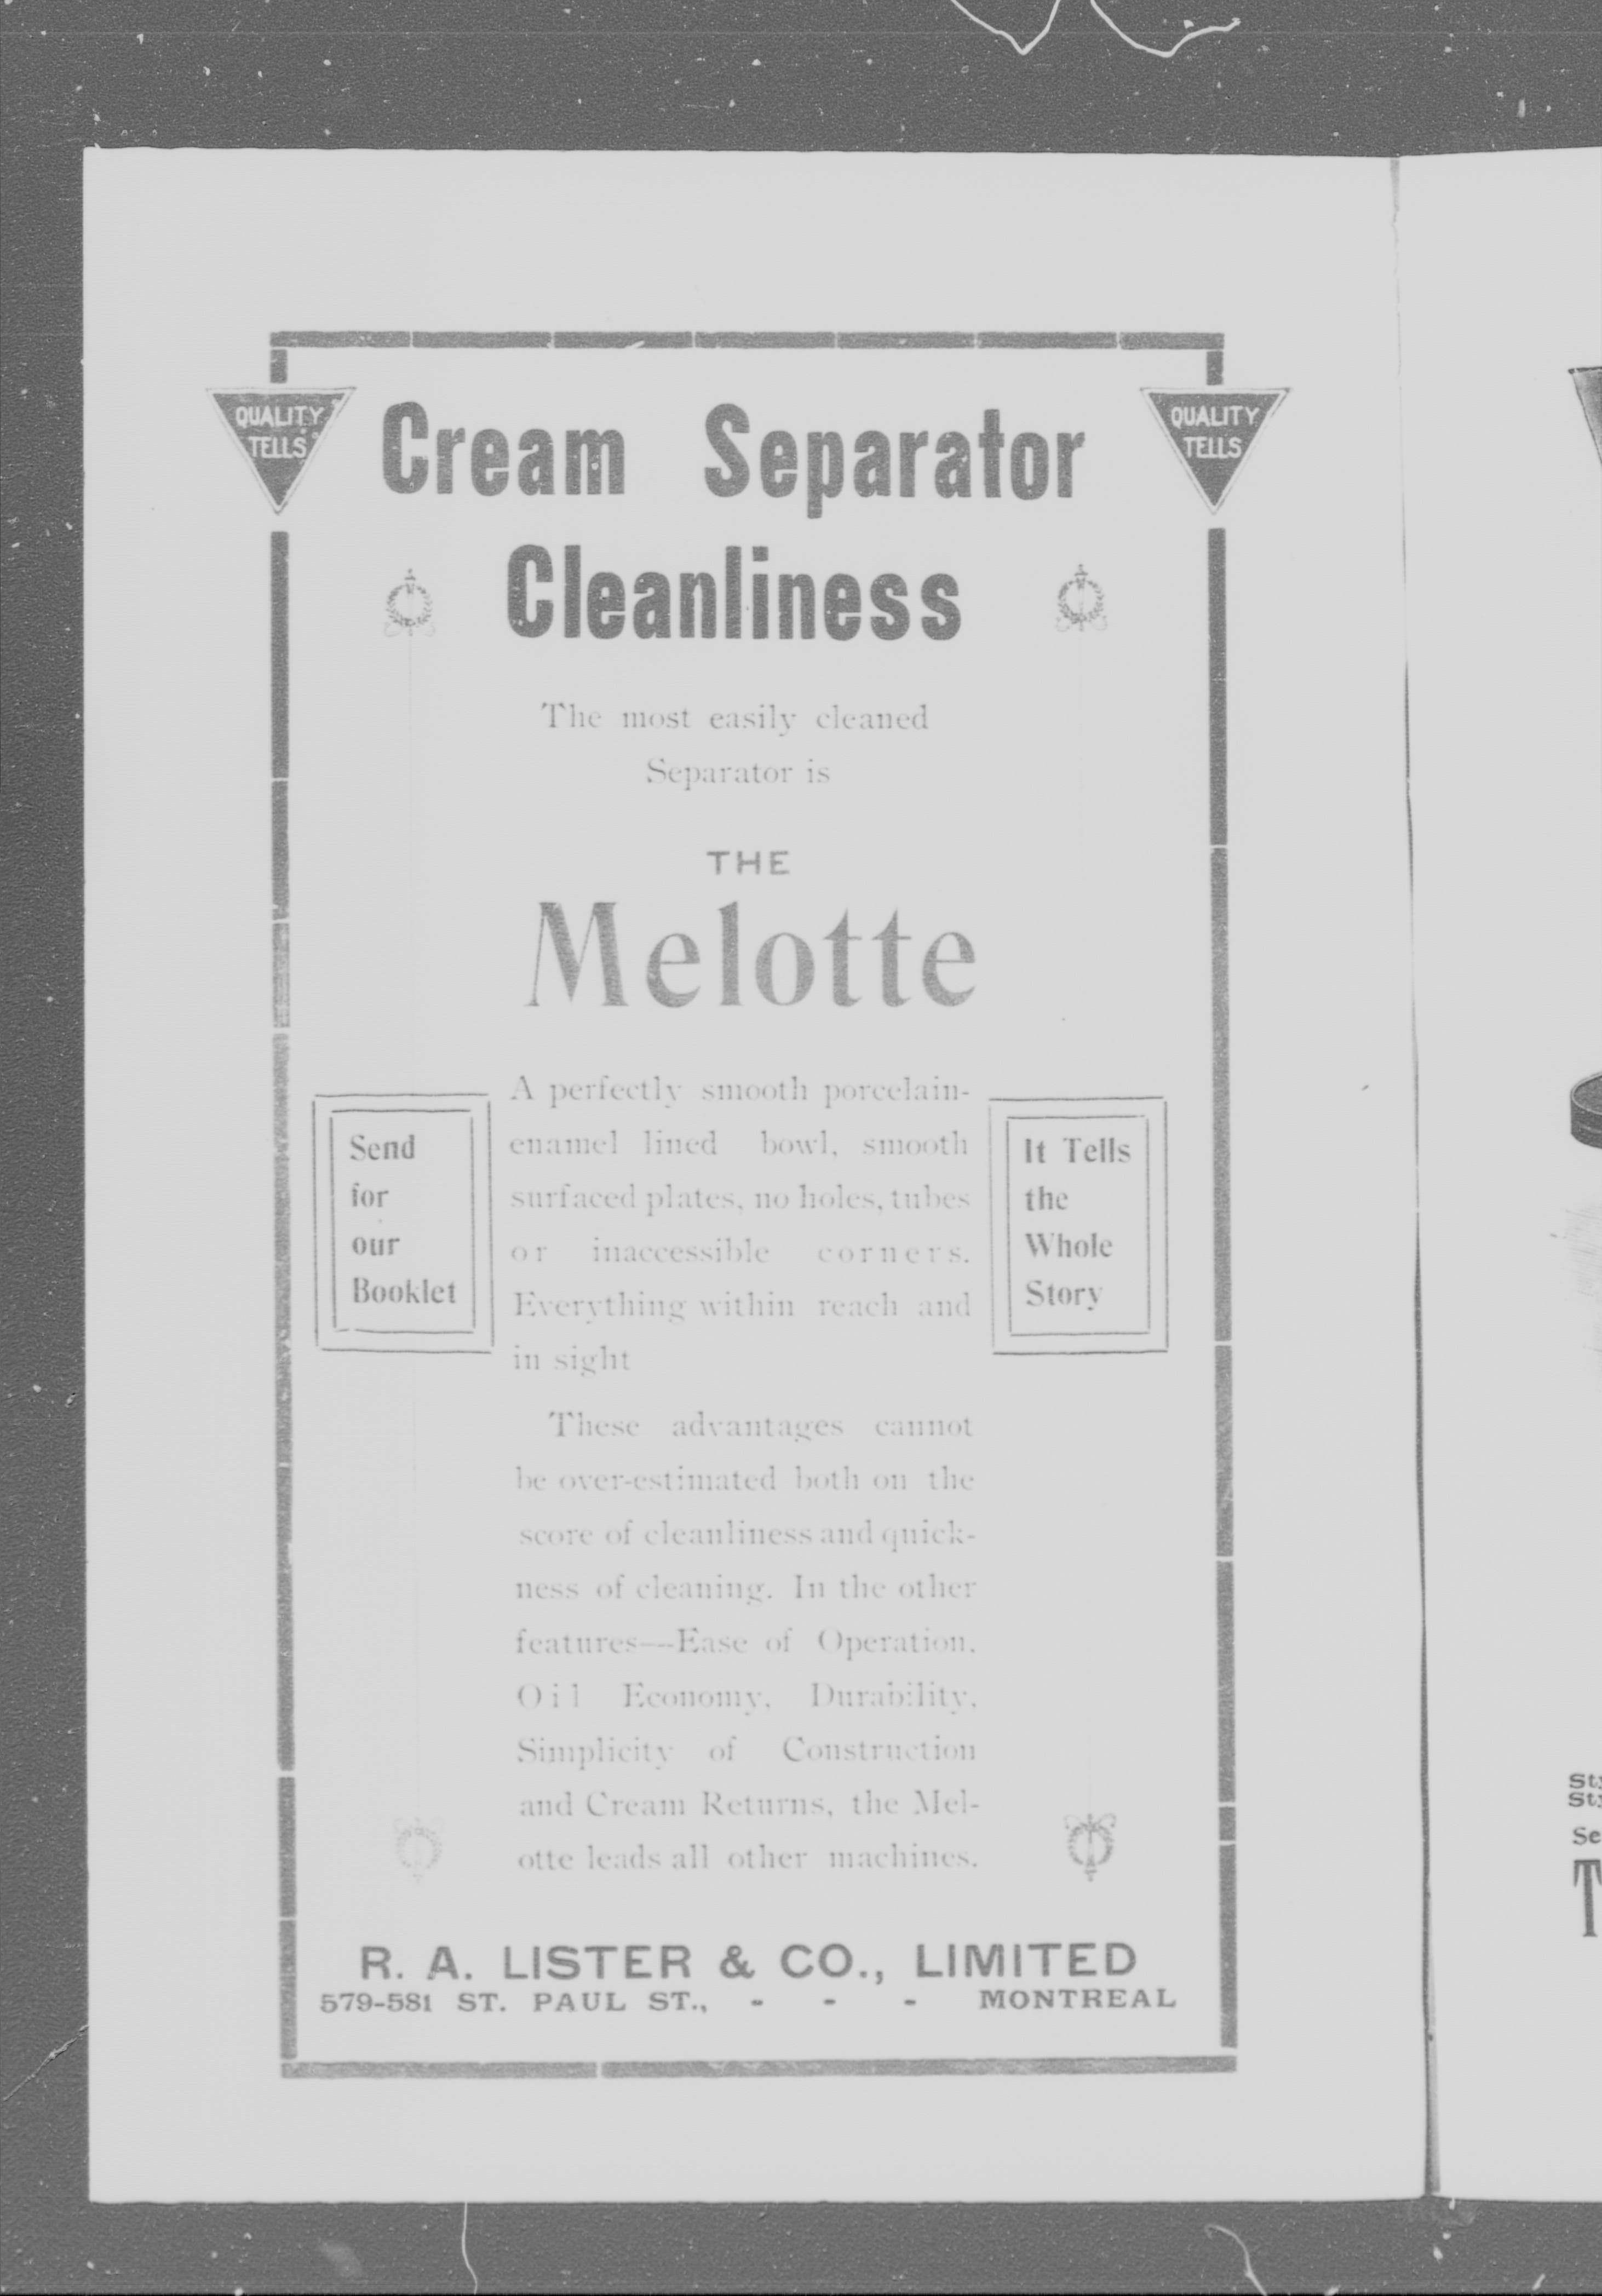 QUALITY
TELLS
QUALITY
TELLS
Cream Separator
Cleanliness
The most easily cleaned
Separator is
THE
Melotte
Send
for
our
Booklet
A perfectly smooth porcelain-
enamel lined bowl, smooth
surfaced plates, no holes, tubes
or inaccessible corners.
Everything within reach and
in sight
It Tells
the
Whole
Story
These advantages cannot
be over-estimated both on the
score of cleanliness and quick-
ness of cleaning. In the other
features—Ease of Operation,
Oil Economy, Durability,
Simplicity of Construction
and Cream Returns, the Mel-
otte leads all other machines.
R. A. LISTER & CO., LIMITED
579-581 ST. PAUL ST., - - - MONTREAL